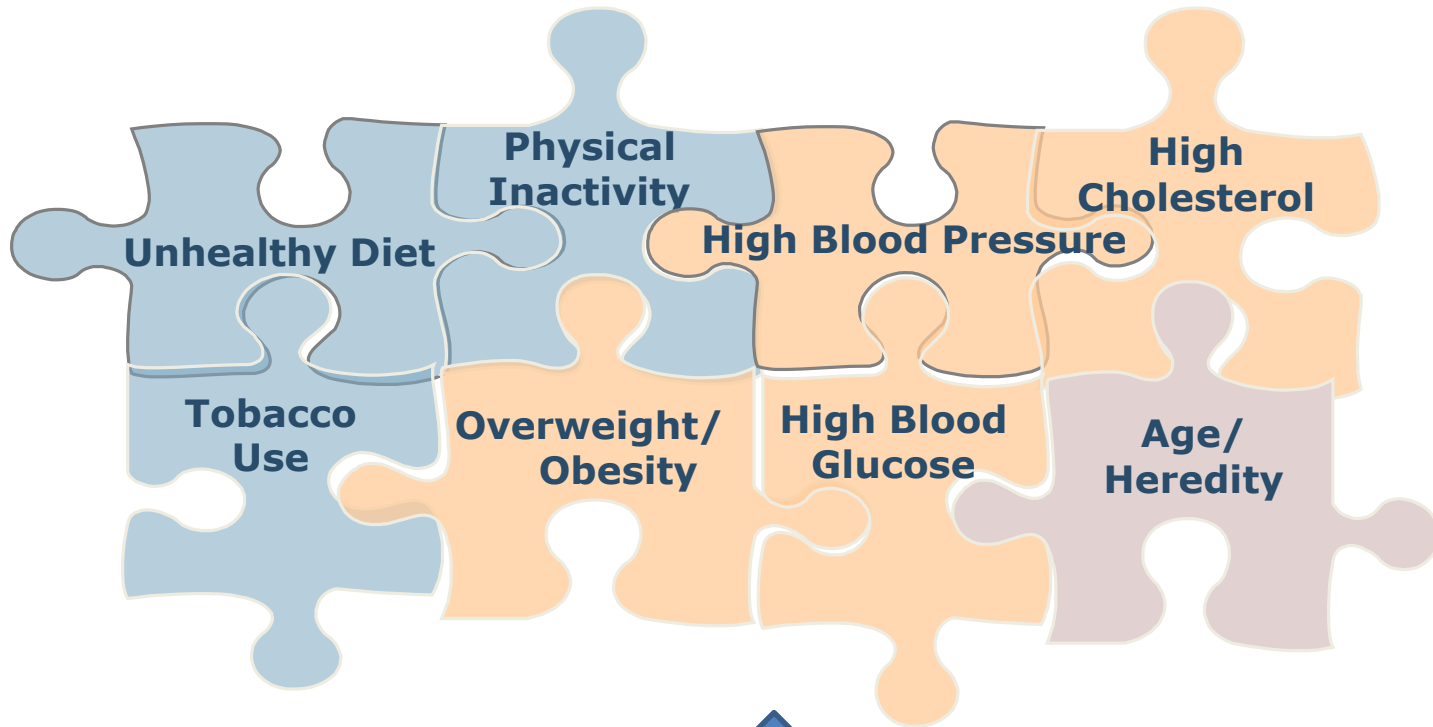 Physical
Inactivity
High
Cholesterol
Unhealthy Diet
High Blood Pressure
Tobacco
Use
Overweight/
Obesity
High Blood
Glucose
Age/
Heredity